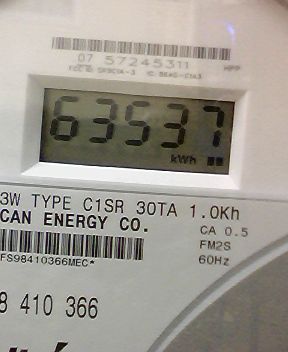 07 57245311 HPP
63537
kWh
3W TYPE C1SR 30TA 1.0Kh
CAN ENERGY CO.
CA 0.5
FM2S
60Hz
FS98410366MEC*
8 410 366